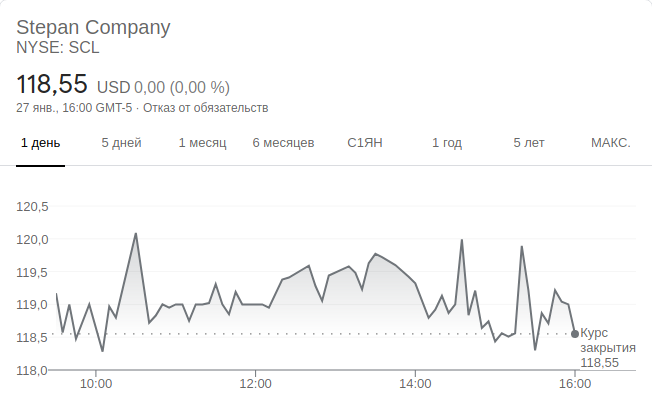 Stepan Company
NYSE: SCL
118,55 USD 0,00 (0,00 %)
27 янв., 16:00 GMT-5 · Отказ от обязательств
1 день 5 дней 1 месяц 6 месяцев С1ЯН 1 год 5 лет МАКС.
120,5
120,0
119,5
119,0
118,5
118,0
Курс
закрытия
118,55
10:00 12:00 14:00 16:00